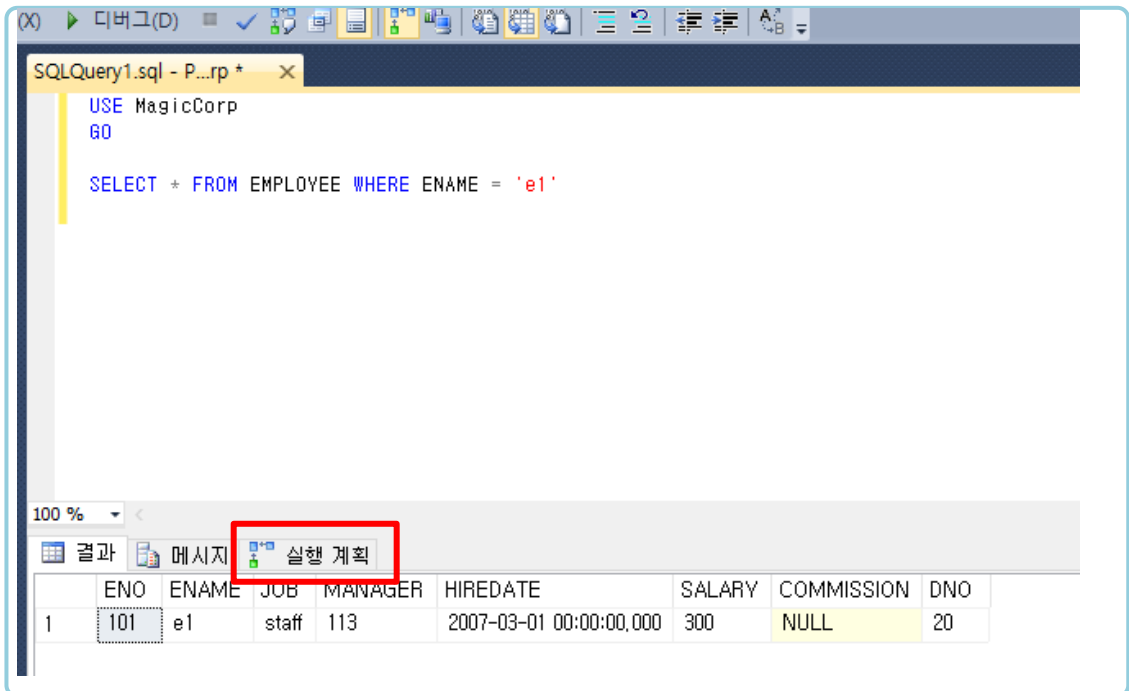 (X) 디버그(D)
SQLQuery1.sql - P...rp *
USE MagicCorp
GO
SELECT * FROM EMPLOYEE WHERE ENAME = 'e1'
100 %
결과 메시지 실행 계획
ENO ENAME JOB MANAGER HIREDATE SALARY COMMISSION DNO
1 101 e1 staff 113 2007-03-01 00:00:00,000 300 NULL 20